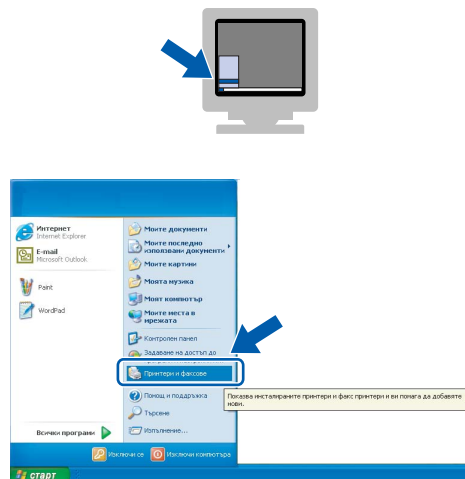 Интернет
Internet Explorer
E-mail
Microsoft Outlook
Paint
WordPad
Всички програми
Моите документи
Моите последно
използвани документи
Моите картини
Моята музика
Моят компютър
Моите места в
мрежата
Контролен панел
Задаване на достъп до
Принтери и факсове
Помощ и поддръжка
Търсене
Изпълнение...
Показва инсталираните принтери и факс принтери и ви помага да добавяте
нови.
Изключи се
Изключи компютъра
старт